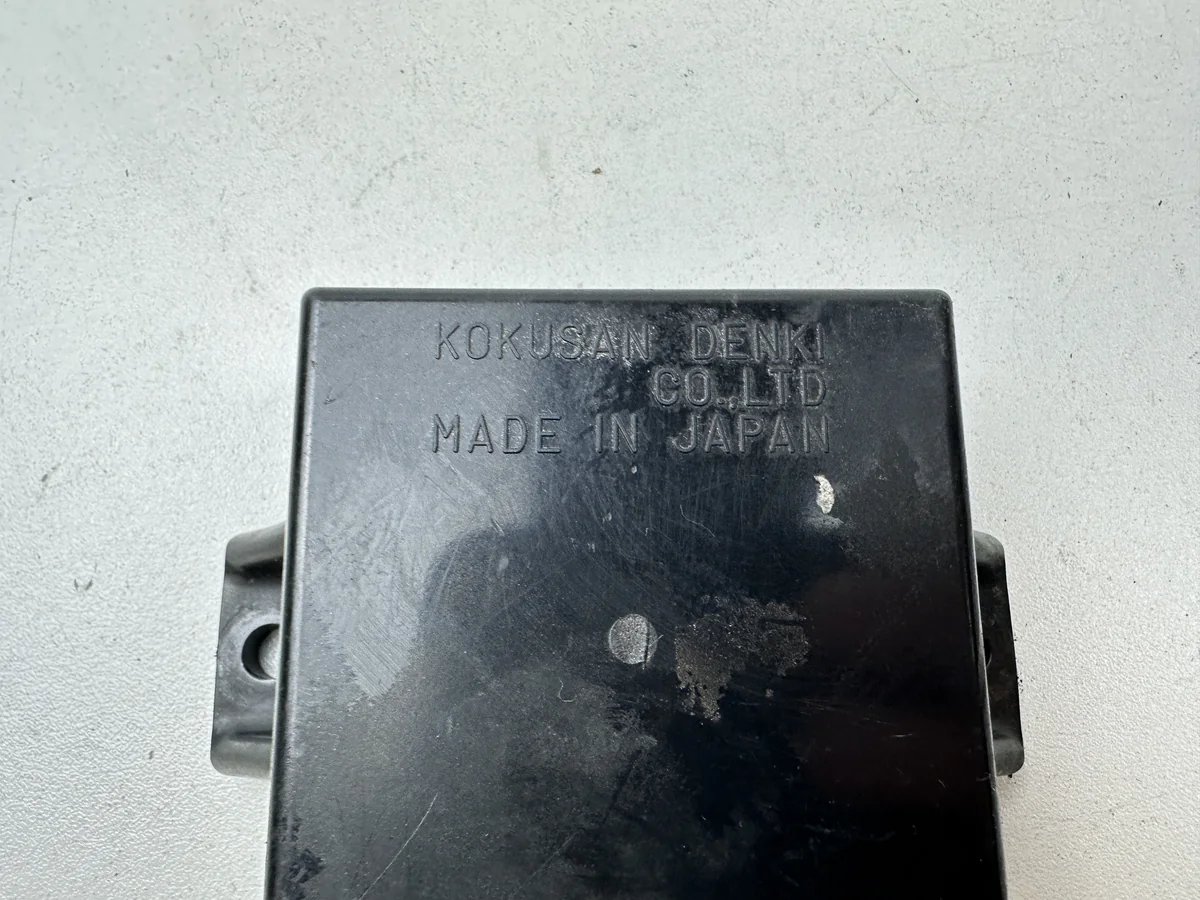 KOKUSAN DENKI
CO.,LTD
MADE IN JAPAN